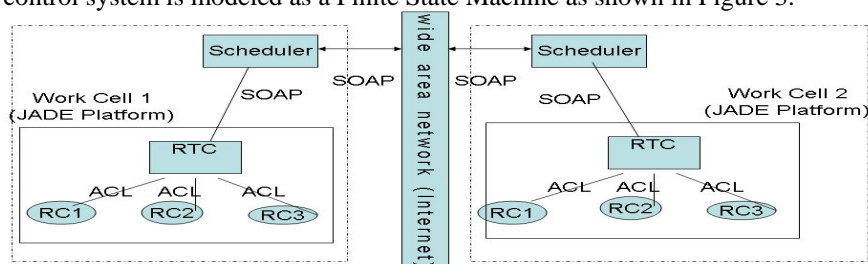 control system is modeled as a Finite State Machine as shown in Figure 3.
Scheduler
SOAP
SOAP
Work Cell 1
(JADE Platform)
RTC
ACL
ACL
ACL
RC1
RC2
RC3
wide area network (Internet)
Scheduler
SOAP
SOAP
Work Cell 2
(JADE Platform)
RTC
ACL
ACL
ACL
RC1
RC2
RC3